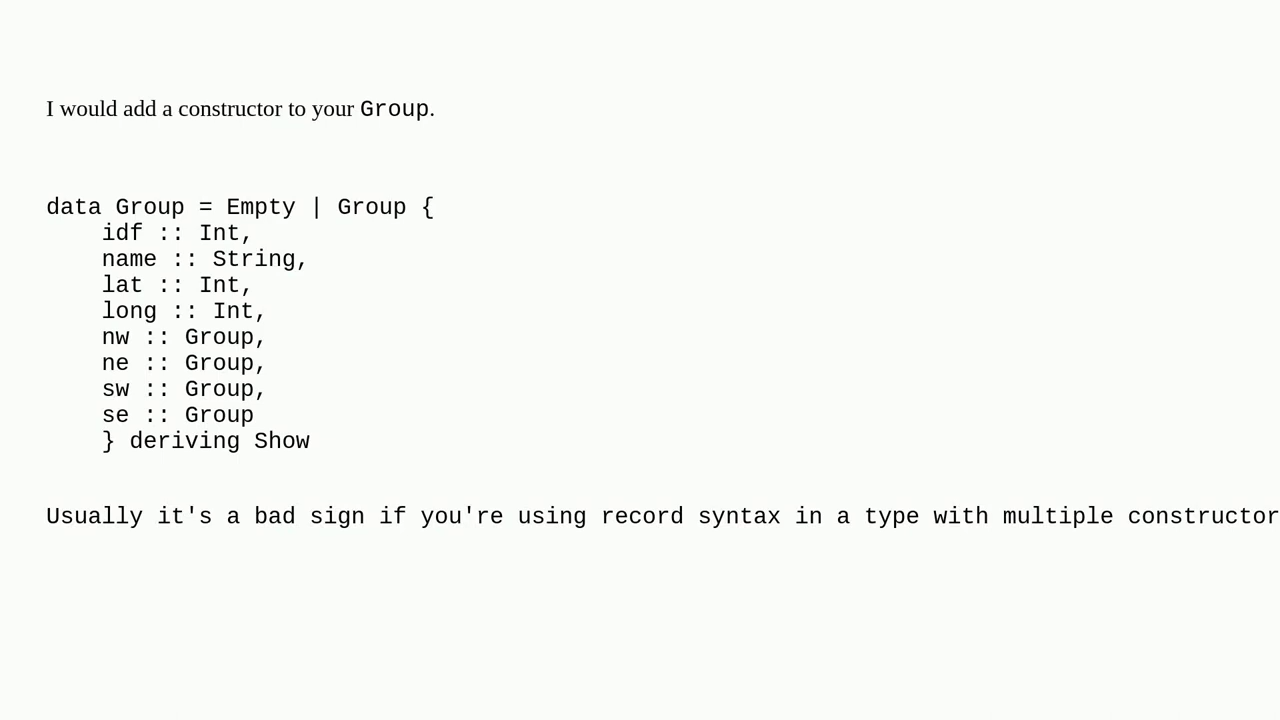 I would add a constructor to your Group.
data Group = Empty | Group {
    idf :: Int,
    name :: String,
    lat :: Int,
    long :: Int,
    nw :: Group,
    ne :: Group,
    sw :: Group,
    se :: Group
    } deriving Show
Usually it's a bad sign if you're using record syntax in a type with multiple constructor